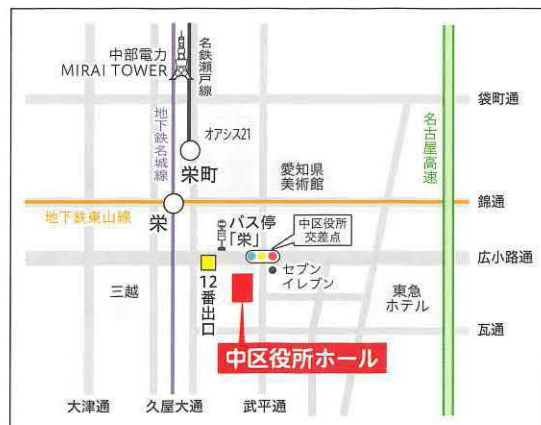 中部電力
MIRAI TOWER
名鉄瀬戸線
袋町通
地下鉄名城線
オアシス21
名古屋高速
栄町
愛知県
美術館
錦通
地下鉄東山線
栄
バス停
「栄」
中区役所
交差点
広小路通
セブン
イレブン
三越
12
番出口
東急
ホテル
瓦通
中区役所ホール
大津通
久屋大通
武平通